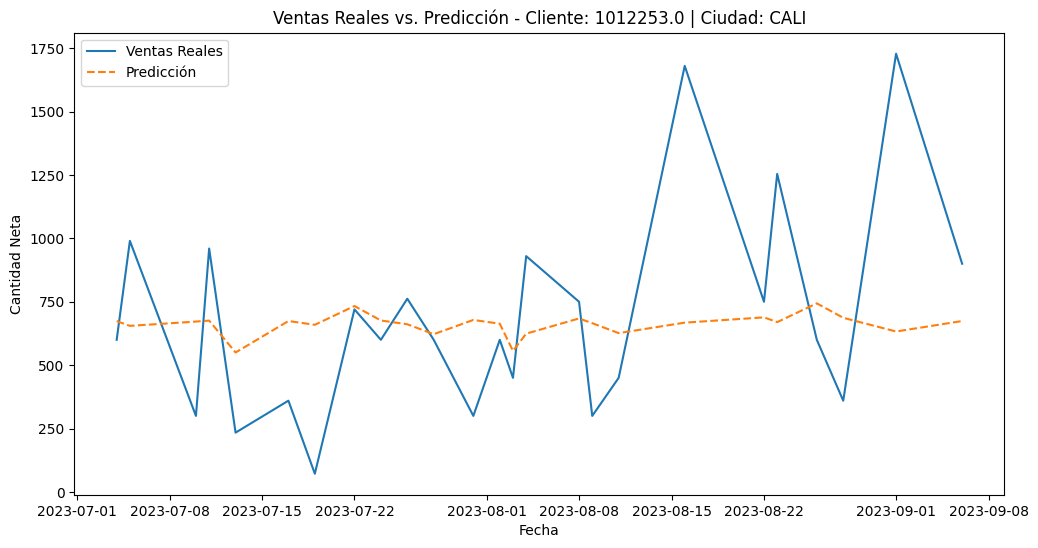 Ventas Reales vs. Predicción - Cliente: 1012253.0 | Ciudad: CALI
Ventas Reales
Predicción
Cantidad Neta
1750
1500
1250
1000
750
500
250
0
2023-07-01 2023-07-08 2023-07-15 2023-07-22 2023-08-01 2023-08-08 2023-08-15 2023-08-22 2023-09-01 2023-09-08
Fecha